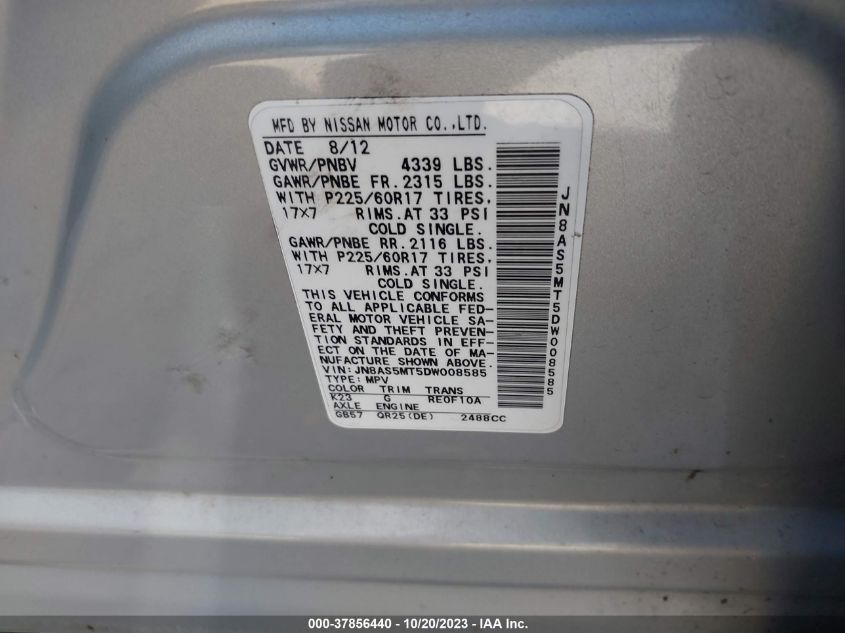 MFD BY NISSAN MOTOR CO.,LTD.
DATE 8/12
GVWR/PNBV 4339 LBS.
GAWR/PNBE FR. 2315 LBS.
WITH P225/60R17 TIRES,
17X7 RIMS.AT 33 PSI
COLD SINGLE.
GAWR/PNBE RR. 2116 LBS.
WITH P225/60R17 TIRES,
17X7 RIMS.AT 33 PSI
COLD SINGLE.
THIS VEHICLE CONFORMS
TO ALL APPLICABLE FED-
ERAL MOTOR VEHICLE SA-
FETY AND THEFT PREVEN-
TION STANDARDS IN EFF-
ECT ON THE DATE OF MA-
NUFACTURE SHOWN ABOVE.
VIN: JN8AS5MT5DW008585
TYPE: MPV
COLOR TRIM TRANS
K23 G RE0F10A
AXLE ENGINE
GB57 QR25(DE) 2488CC
JN8AS5MT5DW008585
000-37856440 - 10/20/2023 - IAA Inc.